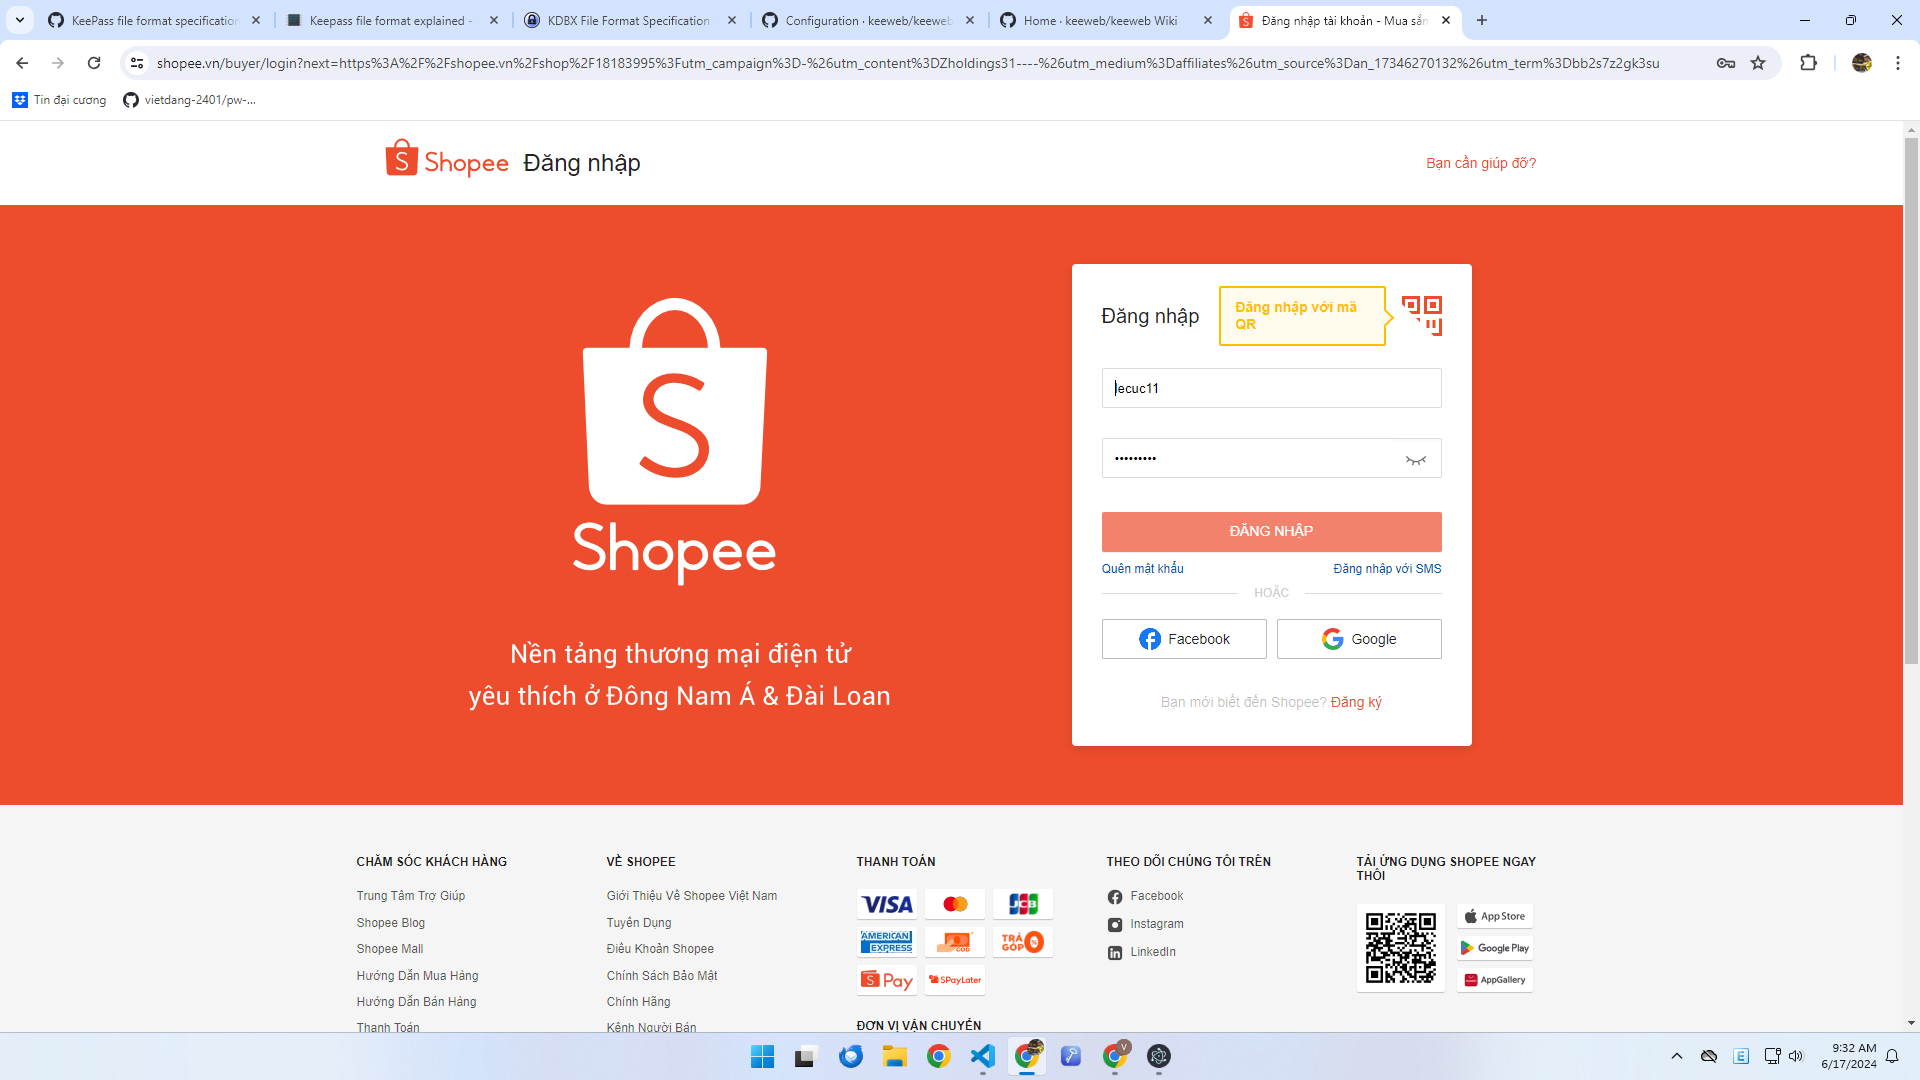 KeePass file format specification
Keepass file format explained -
KDBX File Format Specification
Configuration · keeweb/keeweb
Home · keeweb/keeweb Wiki
Đăng nhập tài khoản - Mua sắm
shopee.vn/buyer/login?next=https%3A%2F%2Fshopee.vn%2Fshop%2F18183995%3Futm_campaign%3D-%26utm_content%3DZholdings31----%26utm_medium%3Daffiliates%26utm_source%3Dan_17346270132%26utm_term%3Dbb2s7z2gk3su
Tin đại cương
vietdang-2401/pw-...
Shopee Đăng nhập
Bạn cần giúp đỡ?
Shopee
Nền tảng thương mại điện tử
yêu thích ở Đông Nam Á & Đài Loan
Đăng nhập
Đăng nhập với mã
QR
lecuc11
•••••••••
ĐĂNG NHẬP
Quên mật khẩu
Đăng nhập với SMS
HOẶC
Facebook
Google
Bạn mới biết đến Shopee? Đăng ký
CHĂM SÓC KHÁCH HÀNG
Trung Tâm Trợ Giúp
Shopee Blog
Shopee Mall
Hướng Dẫn Mua Hàng
Hướng Dẫn Bán Hàng
Thanh Toán
VỀ SHOPEE
Giới Thiệu Về Shopee Việt Nam
Tuyển Dụng
Điều Khoản Shopee
Chính Sách Bảo Mật
Chính Hãng
Kênh Người Bán
THANH TOÁN
VISA
JCB
AMERICAN EXPRESS
COD
TRẢ GÓP %
S Pay
SPayLater
ĐƠN VỊ VẬN CHUYỂN
THEO DÕI CHÚNG TÔI TRÊN
Facebook
Instagram
LinkedIn
TẢI ỨNG DỤNG SHOPEE NGAY
THÔI
App Store
Google Play
AppGallery
V
E
9:32 AM
6/17/2024